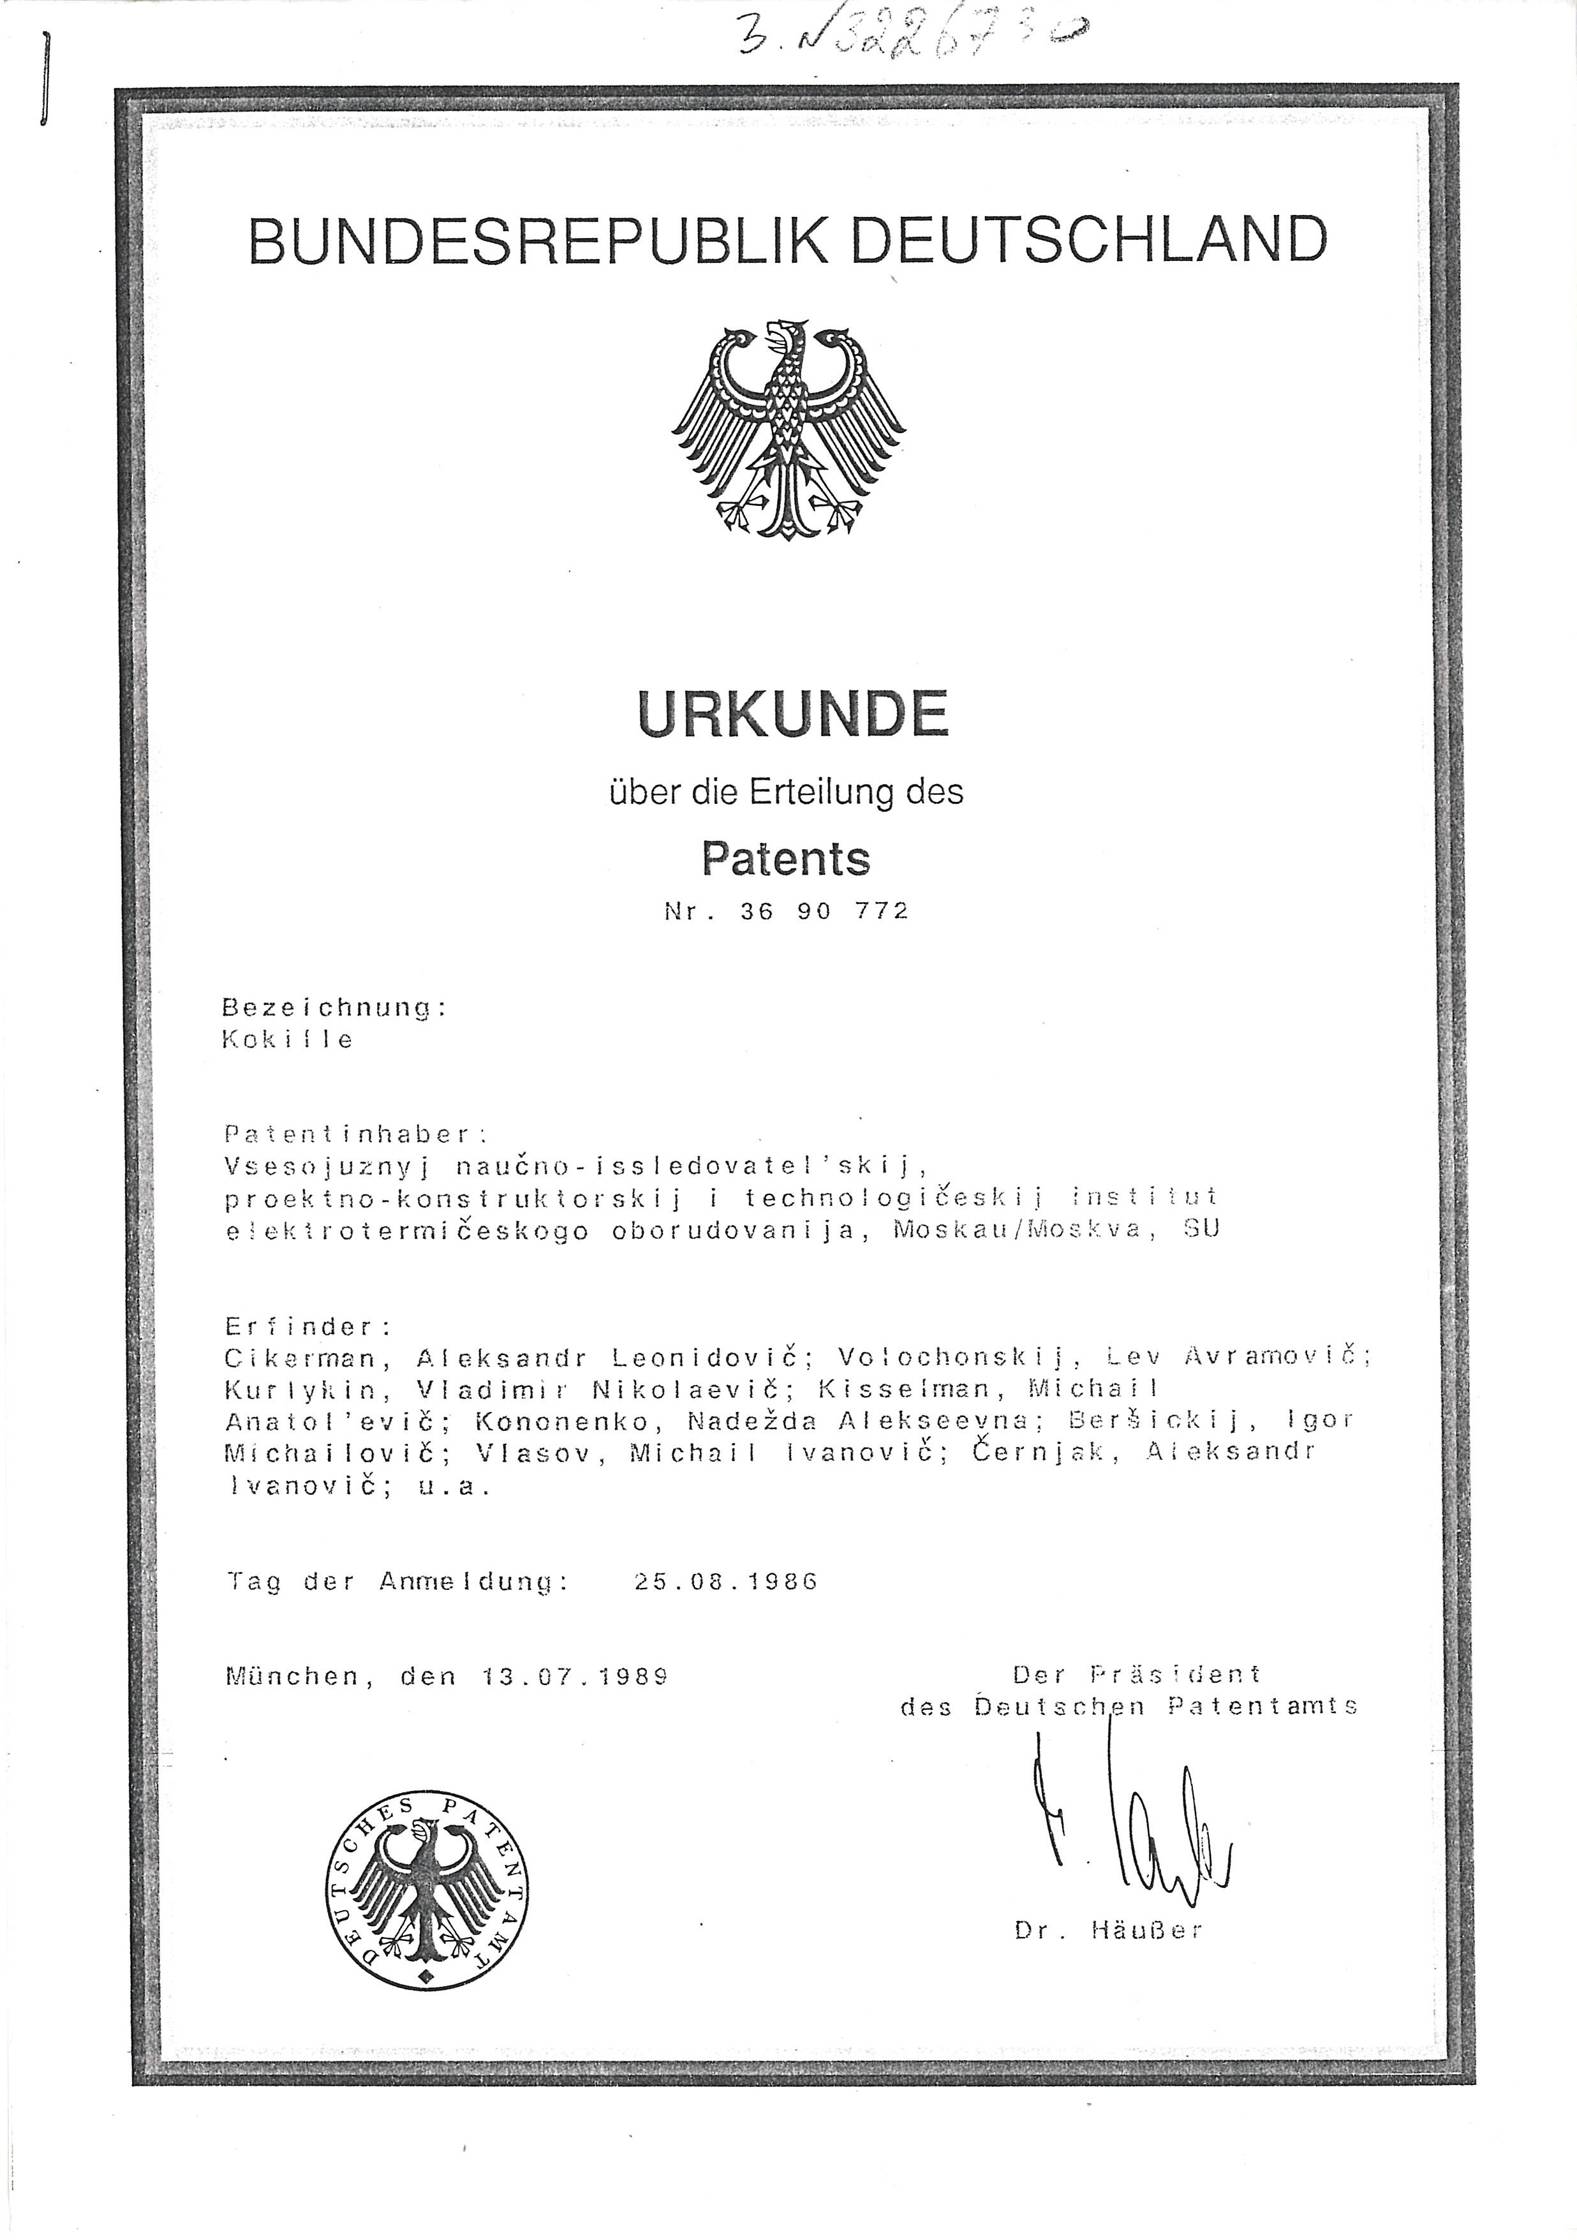 3. N 3226730
BUNDESREPUBLIK DEUTSCHLAND
URKUNDE
über die Erteilung des
Patents
Nr. 36 90 772
Bezeichnung:
Kokille
Patentinhaber:
Vsesojuznyj naučno-issledovatel'skij,
proektno-konstruktorskij i technologičeskij institut
elektrotermičeskogo oborudovanija, Moskau/Moskva, SU
Erfinder:
Cikerman, Aleksandr Leonidovič; Volochonskij, Lev Avramovič;
Kurlykin, Vladimir Nikolaevič; Kisselman, Michail
Anatol'evič; Kononenko, Nadežda Alekseevna; Beršickij, Igor
Michailovič; Vlasov, Michail Ivanovič; Černjak, Aleksandr
Ivanovič; u.a.
Tag der Anmeldung: 25.08.1986
München, den 13.07.1989
Der Präsident
des Deutschen Patentamts
Dr. Häußer
DEUTSCHES PATENTAMT